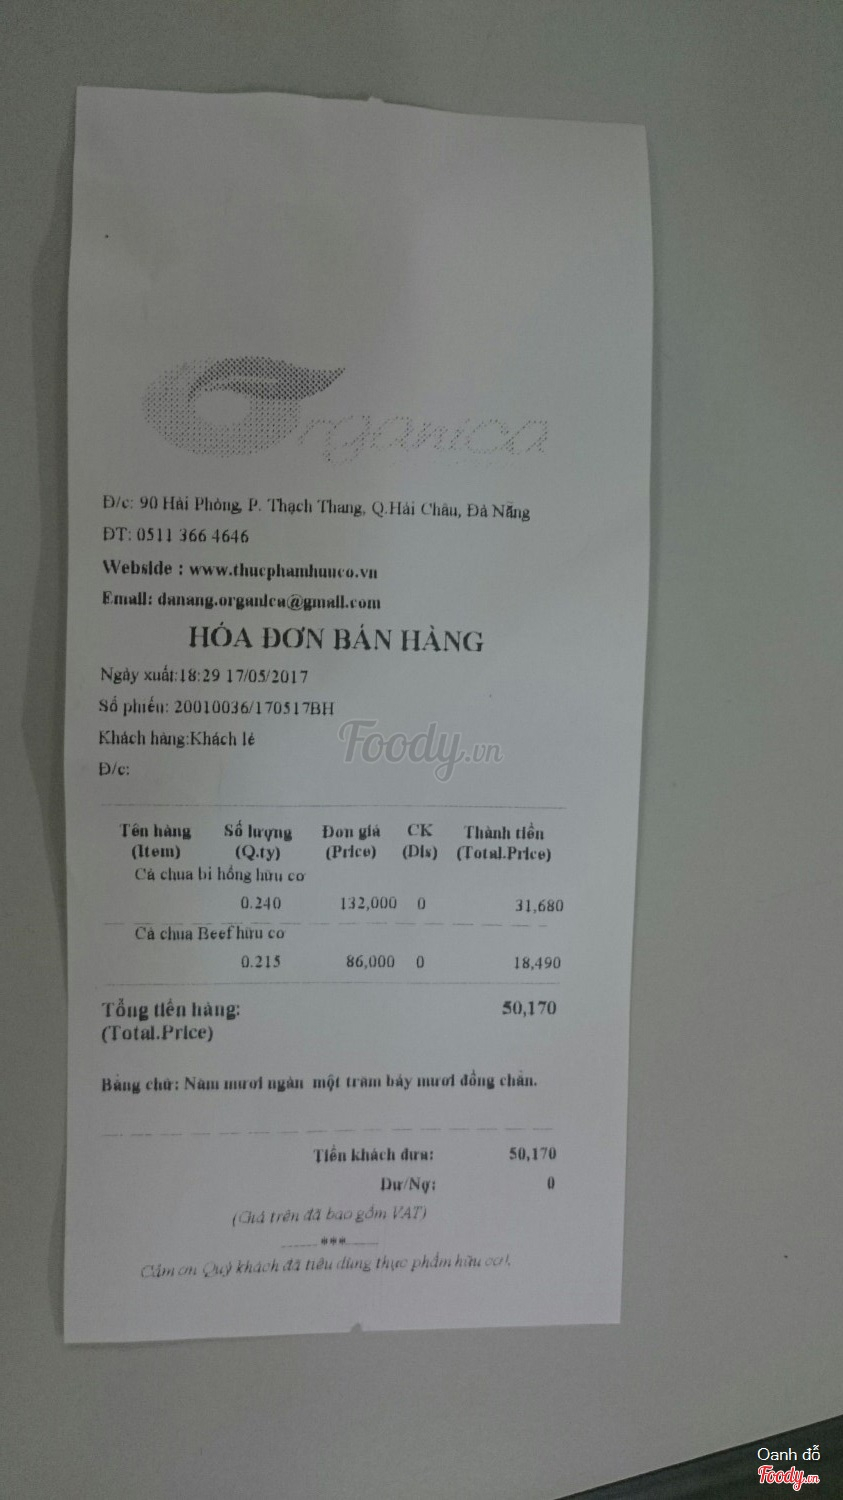 Organica
Đ/c: 90 Hải Phòng, P. Thạch Thang, Q.Hải Châu, Đà Nẵng
ĐT: 0511 366 4646
Webside : www.thucphamhuuco.vn
Email: danang.organica@gmail.com
HÓA ĐƠN BÁN HÀNG
Ngày xuất:18:29 17/05/2017
Số phiếu: 20010036/170517BH
Khách hàng:Khách lẻ
Đ/c:
Foody.vn
Tên hàng Số lượng Đơn giá CK Thành tiền
(Item) (Q.ty) (Price) (Dis) (Total.Price)
Cà chua bi hồng hữu cơ
0.240 132,000 0 31,680
Cà chua Beef hữu cơ
0.215 86,000 0 18,490
Tổng tiền hàng: 50,170
(Total.Price)
Bằng chữ: Năm mươi ngàn một trăm bảy mươi đồng chẵn.
Tiền khách đưa: 50,170
Dư/Nợ: 0
(Giá trên đã bao gồm VAT)
***
Cảm ơn Quý khách đã tiêu dùng thực phẩm hữu cơ!.
Oanh đỗ
Foody.vn